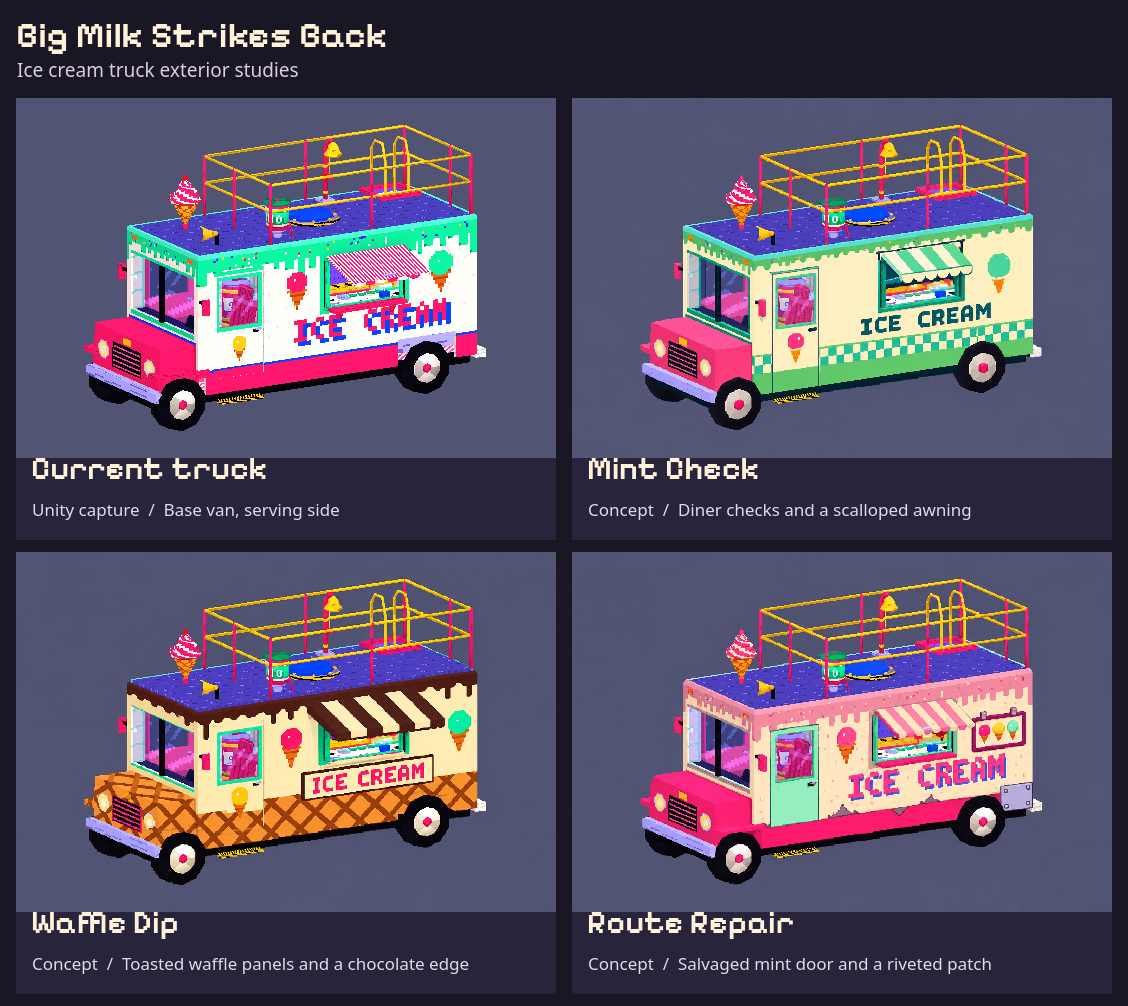 Big Milk Strikes Back
Ice cream truck exterior studies
ICE CREAM
ICE CREAM
Current truck
Mint Check
Unity capture / Base van, serving side
Concept / Diner checks and a scalloped awning
ICE CREAM
ICE CREAM
Waffle Dip
Route Repair
Concept / Toasted waffle panels and a chocolate edge
Concept / Salvaged mint door and a riveted patch